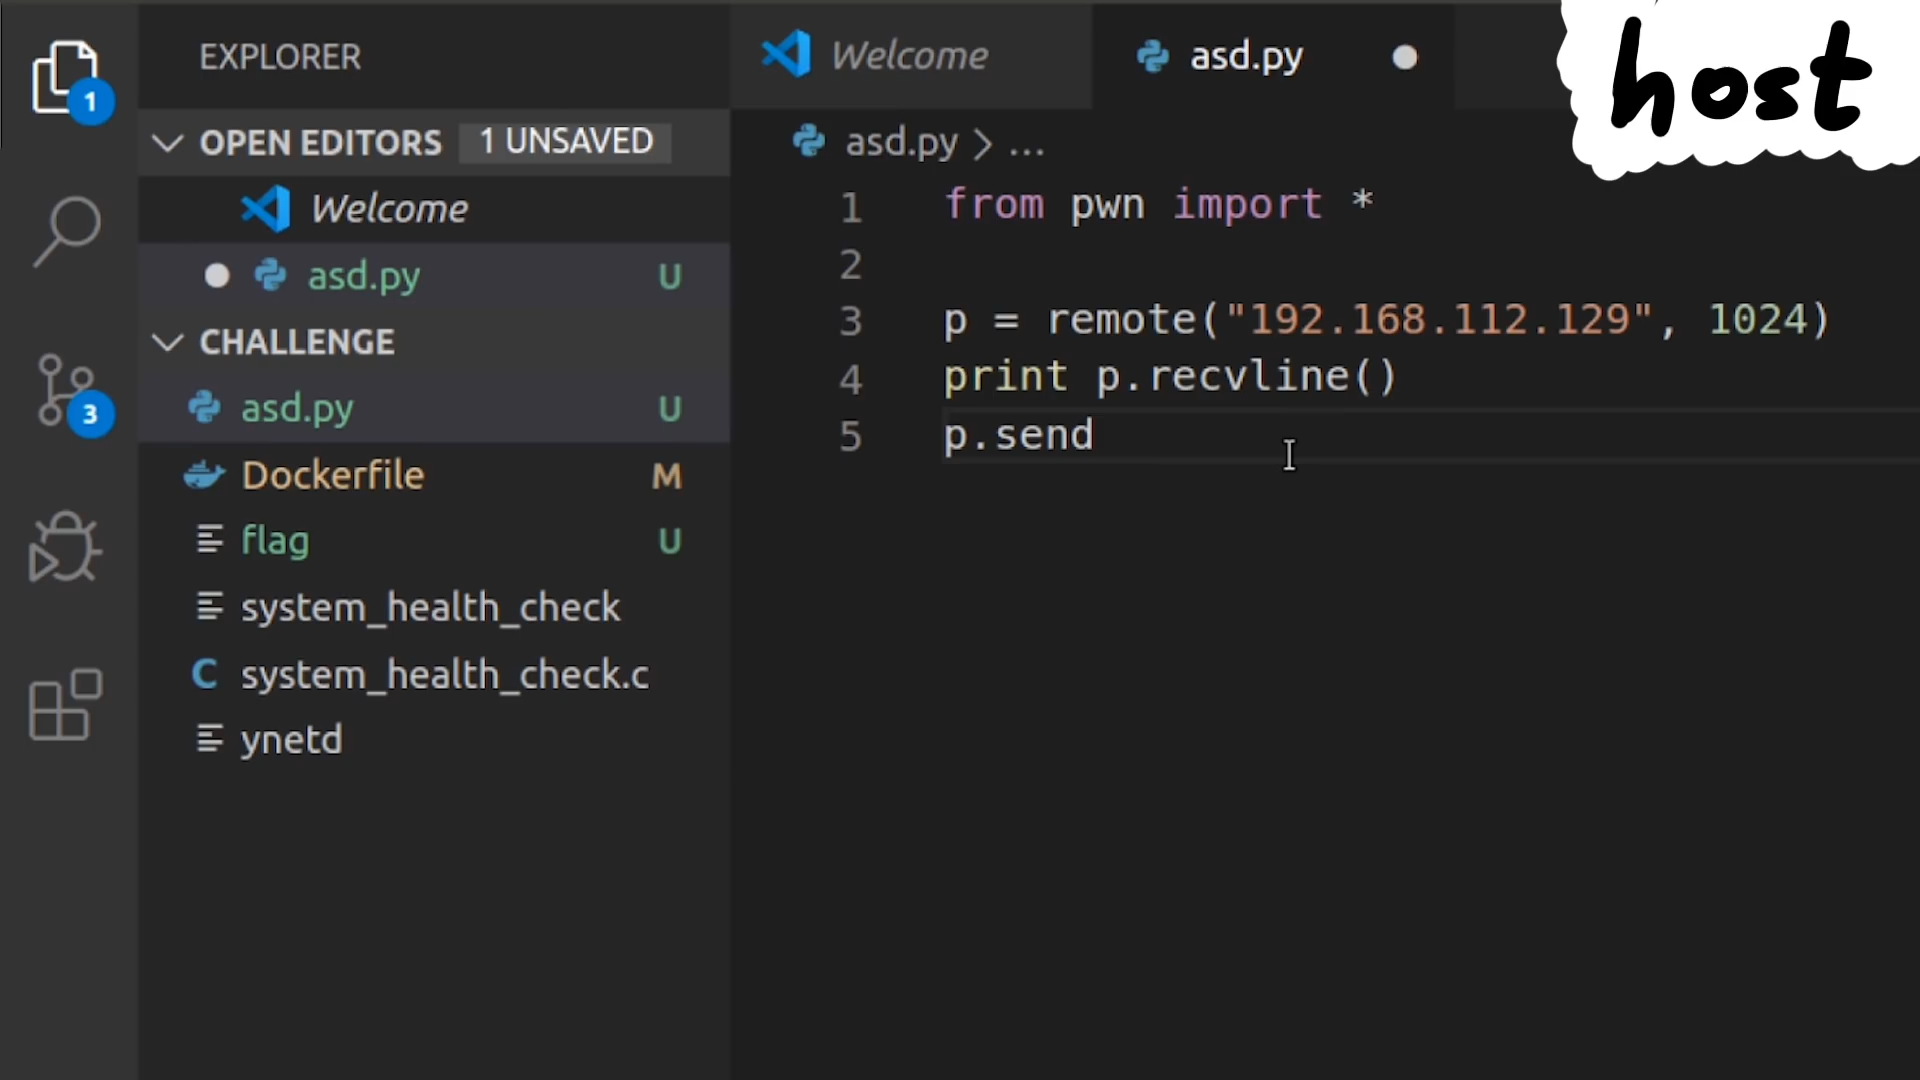 EXPLORER
OPEN EDITORS 1 UNSAVED
Welcome
asd.py U
CHALLENGE
asd.py U
Dockerfile M
flag U
system_health_check
C system_health_check.c
ynetd
1
3
Welcome
asd.py
host
asd.py > ...
1 from pwn import *
2
3 p = remote("192.168.112.129", 1024)
4 print p.recvline()
5 p.send